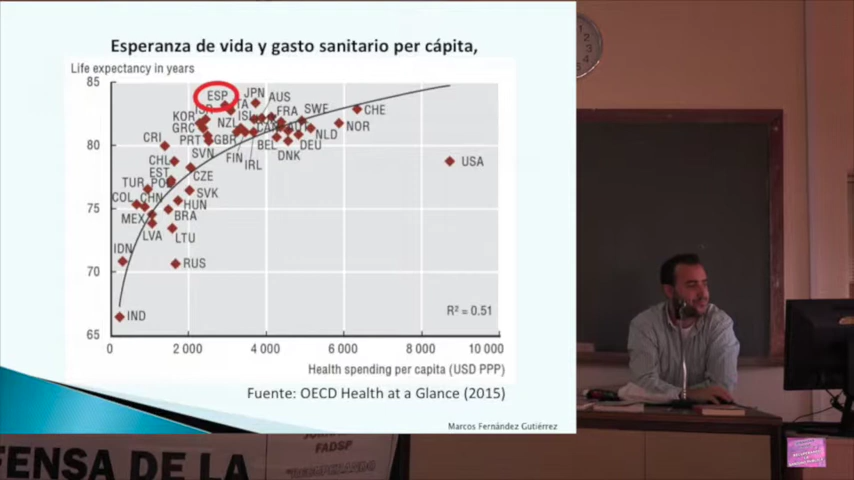 Esperanza de vida y gasto sanitario per cápita,
Life expectancy in years
85
80
75
70
65
ESP
JPN
AUS
ITA
ISL
FRA
SWE
CHE
KOR
NZL
NOR
GRC
PRT
GBR
NLD
CRI
BEL
DEU
SVN
FIN
IRL
DNK
USA
CHL
EST
CZE
TUR
POL
SVK
COL
CHN
HUN
MEX
BRA
LVA
LTU
IDN
RUS
IND
R² = 0.51
0
2 000
4 000
6 000
8 000
10 000
Health spending per capita (USD PPP)
Fuente: OECD Health at a Glance (2015)
Marcos Fernández Gutiérrez
FENSA DE LA
FADSP